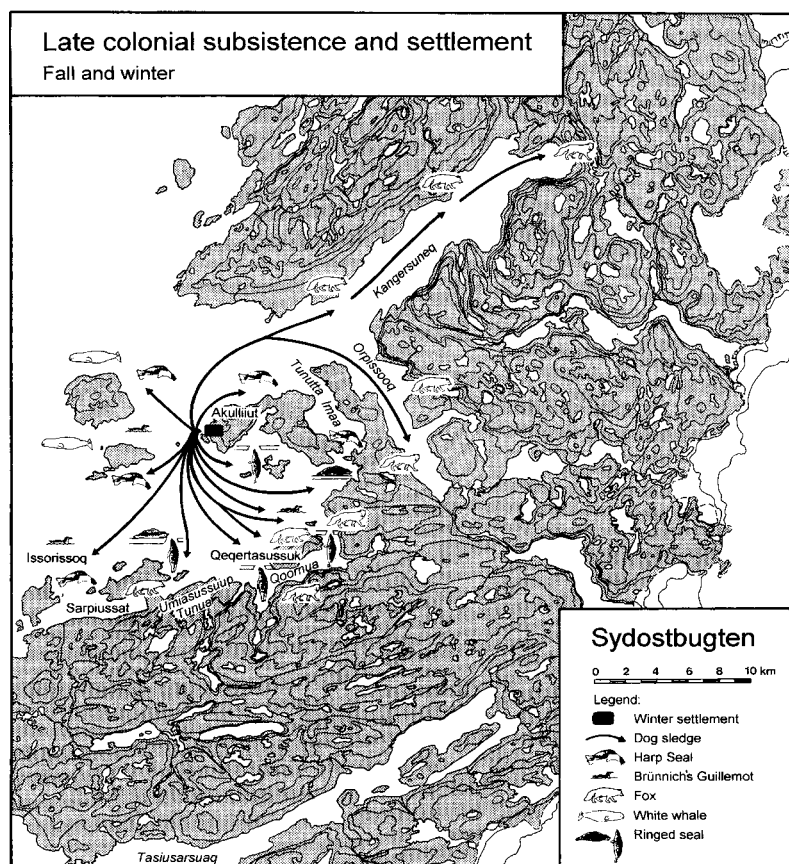 Late colonial subsistence and settlement
Fall and winter
Kangersuneq
Orpissooq
Tunutta Imaa
Akulliit
Issorissoq
Qeqertasussuk
Qoornua
Umiasussuup
Tunua
Sarpiussat
Tasiusarsuaq
Sydostbugten
0 2 4 6 8 10 km
Legend:
Winter settlement
Dog sledge
Harp Seal
Brünnich's Guillemot
Fox
White whale
Ringed seal